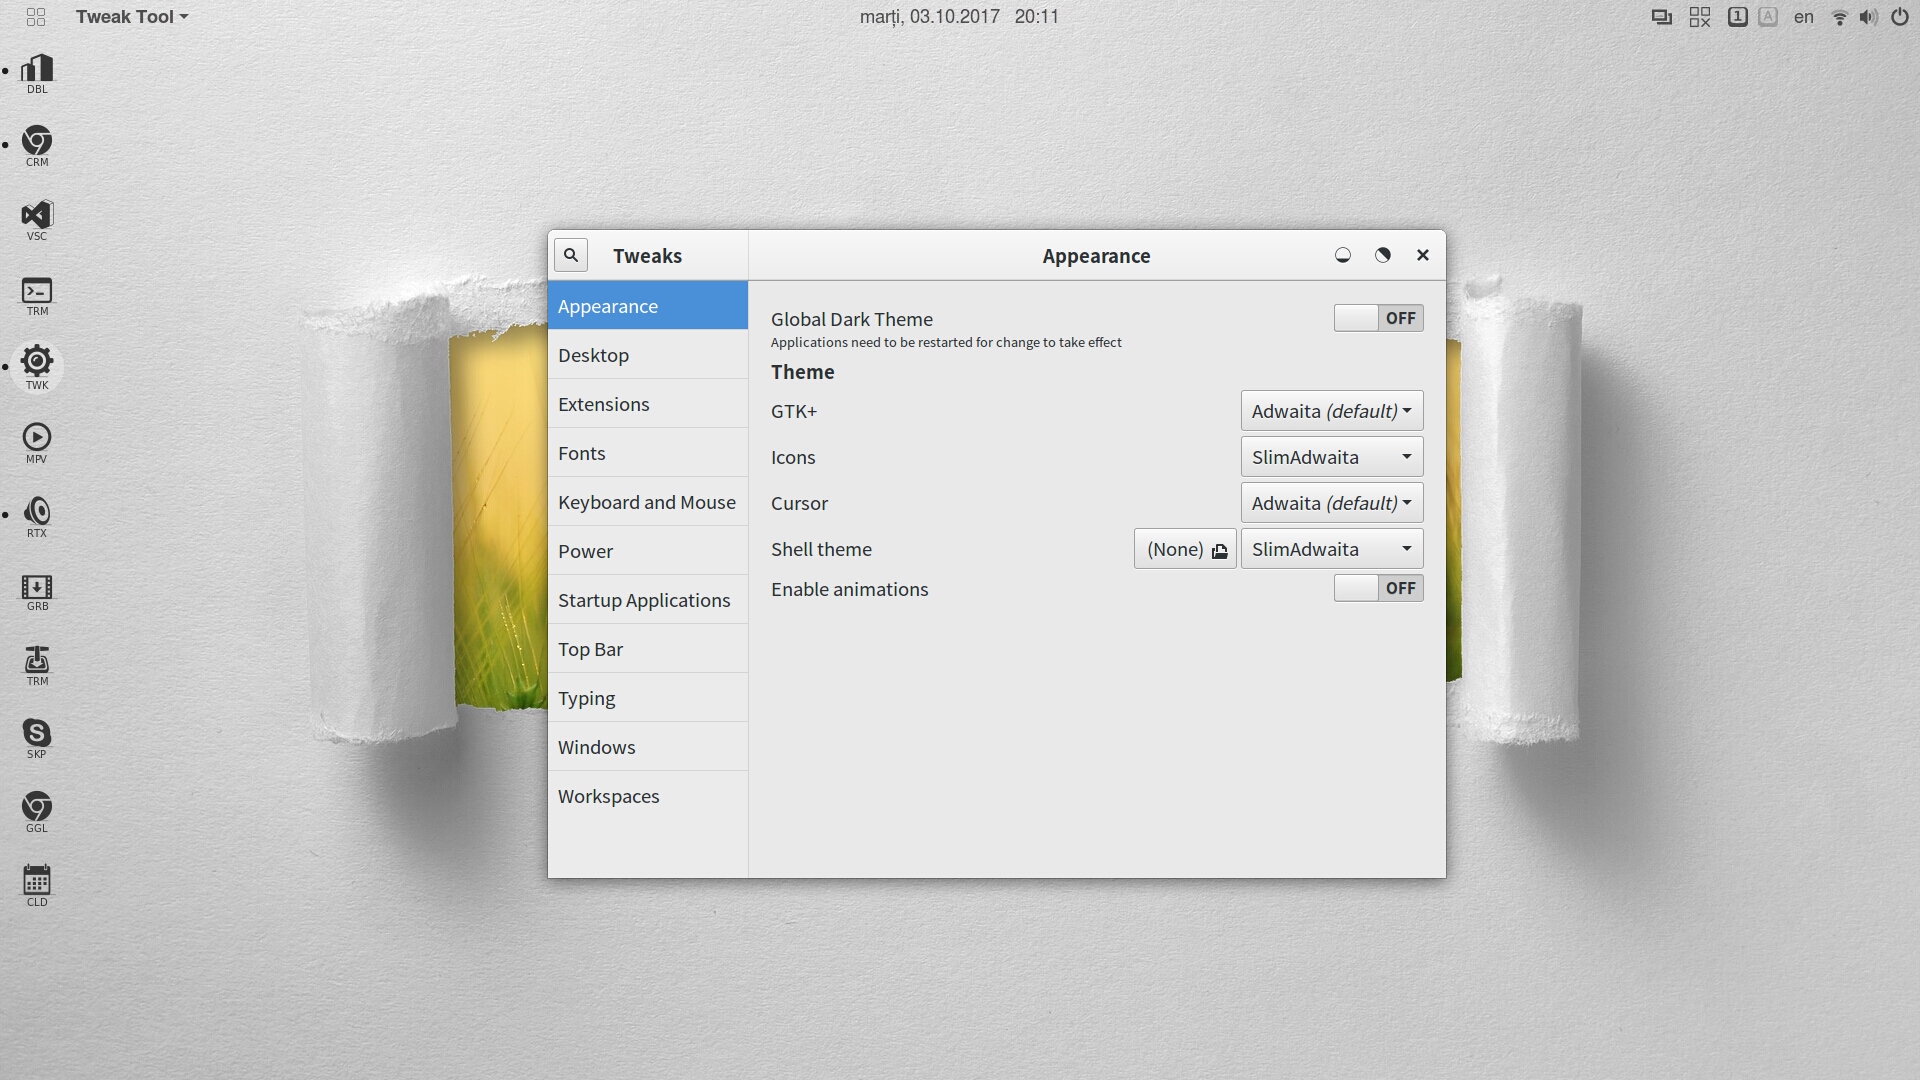 Tweak Tool
marți, 03.10.2017 20:11
1
A
en
DBL
CRM
VSC
TRM
TWK
MPV
RTX
GRB
TRM
SKP
GGL
CLD
Tweaks
Appearance
Appearance
Desktop
Extensions
Fonts
Keyboard and Mouse
Power
Startup Applications
Top Bar
Typing
Windows
Workspaces
Global Dark Theme
OFF
Applications need to be restarted for change to take effect
Theme
GTK+
Adwaita (default)
Icons
SlimAdwaita
Cursor
Adwaita (default)
Shell theme
(None)
SlimAdwaita
Enable animations
OFF